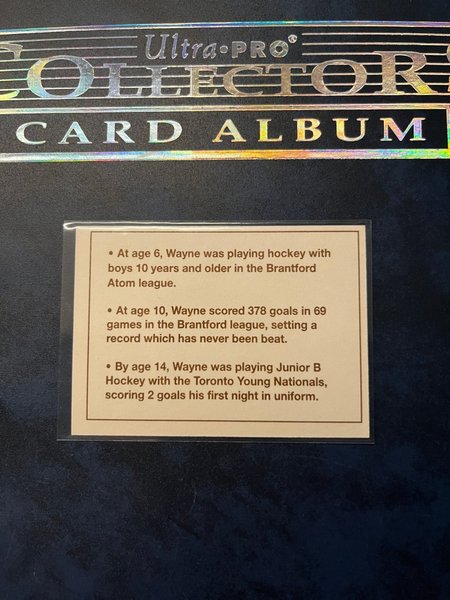 Ultra·PRO®
COLLECTORS
CARD ALBUM
• At age 6, Wayne was playing hockey with
boys 10 years and older in the Brantford
Atom league.
• At age 10, Wayne scored 378 goals in 69
games in the Brantford league, setting a
record which has never been beat.
• By age 14, Wayne was playing Junior B
Hockey with the Toronto Young Nationals,
scoring 2 goals his first night in uniform.